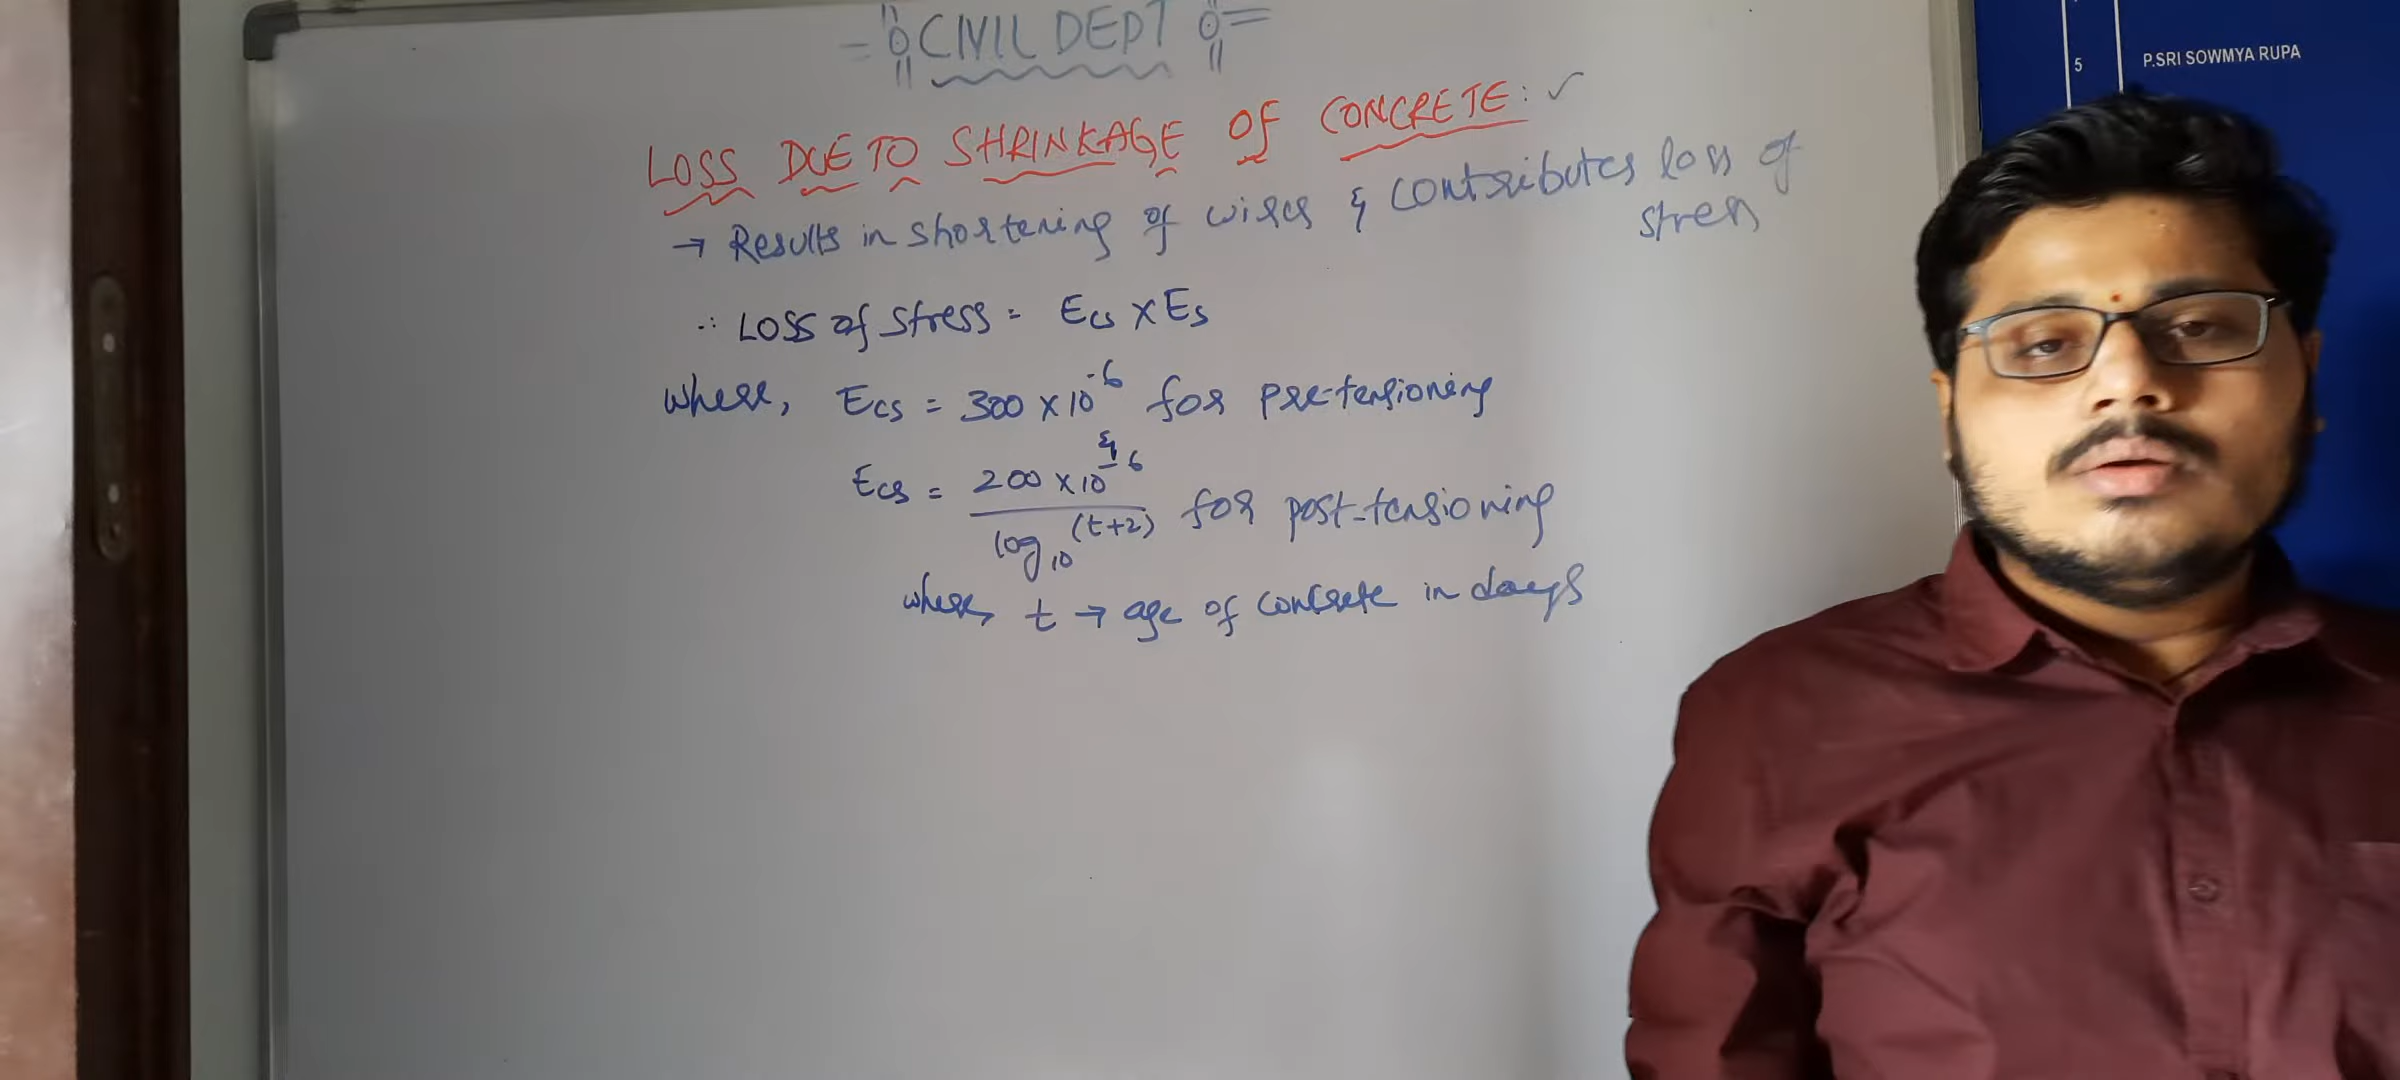 CIVIL DEPT
LOSS DUE TO SHRINKAGE OF CONCRETE: ✓
→ Results in shortening of wires & contributes loss of
stress
∴ LOSS of stress = Ecs × Es
where, Ecs = 300 × 10⁻⁶ for pre-tensioning
&
Ecs = 200 × 10⁻⁶ / log₁₀(t+2) for post-tensioning
where, t → age of concrete in days
5 P.SRI SOWMYA RUPA